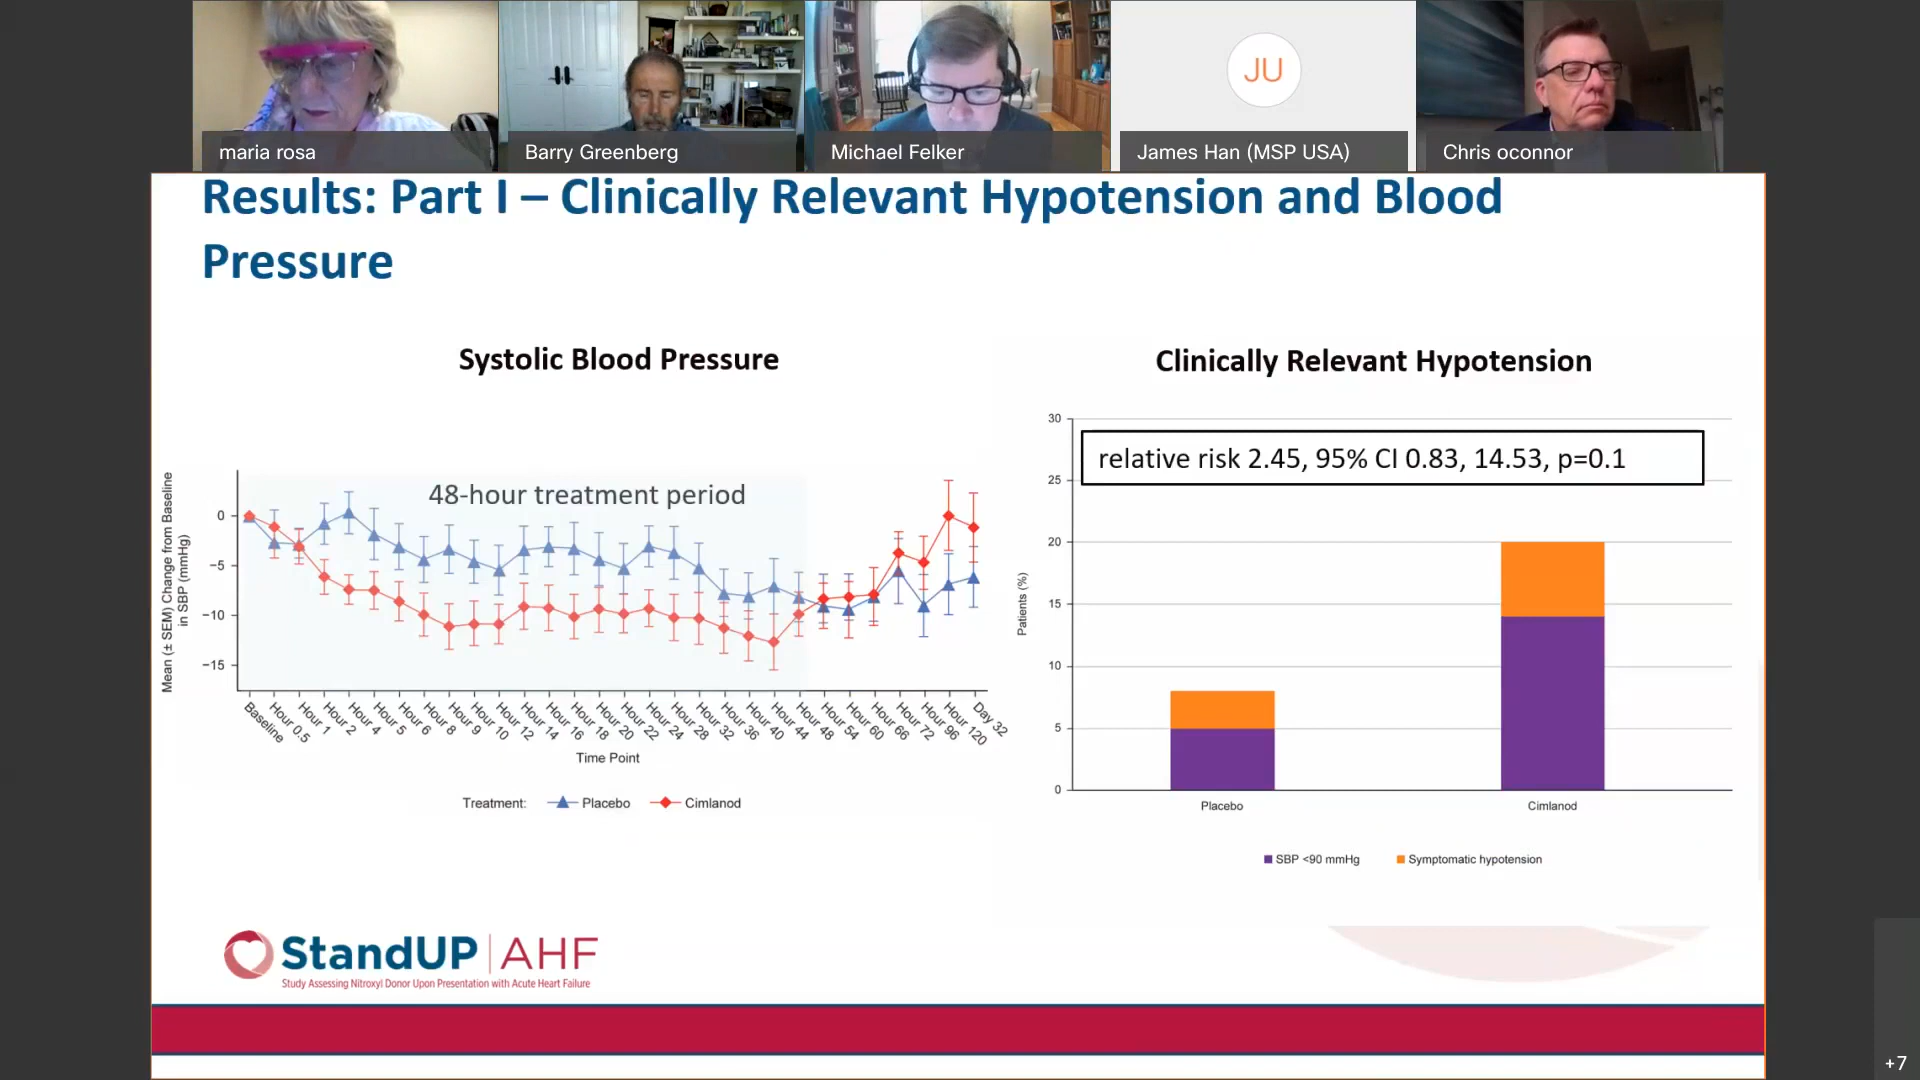 JU
maria rosa
Barry Greenberg
Michael Felker
James Han (MSP USA)
Chris oconnor
Results: Part I – Clinically Relevant Hypotension and Blood
Pressure
Systolic Blood Pressure
48-hour treatment period
Mean (± SEM) Change from Baseline
in SBP (mmHg)
0
−5
−10
−15
Baseline
Hour 0.5
Hour 1
Hour 2
Hour 4
Hour 5
Hour 6
Hour 8
Hour 9
Hour 10
Hour 12
Hour 14
Hour 16
Hour 18
Hour 20
Hour 22
Hour 24
Hour 28
Hour 32
Hour 36
Hour 40
Hour 44
Hour 48
Hour 54
Hour 60
Hour 66
Hour 72
Hour 96
Hour 120
Day 32
Time Point
Treatment: Placebo Cimlanod
Clinically Relevant Hypotension
relative risk 2.45, 95% CI 0.83, 14.53, p=0.1
Patients (%)
30
25
20
15
10
5
0
Placebo
Cimlanod
SBP <90 mmHg Symptomatic hypotension
StandUP AHF
Study Assessing Nitroxyl Donor Upon Presentation with Acute Heart Failure
+7